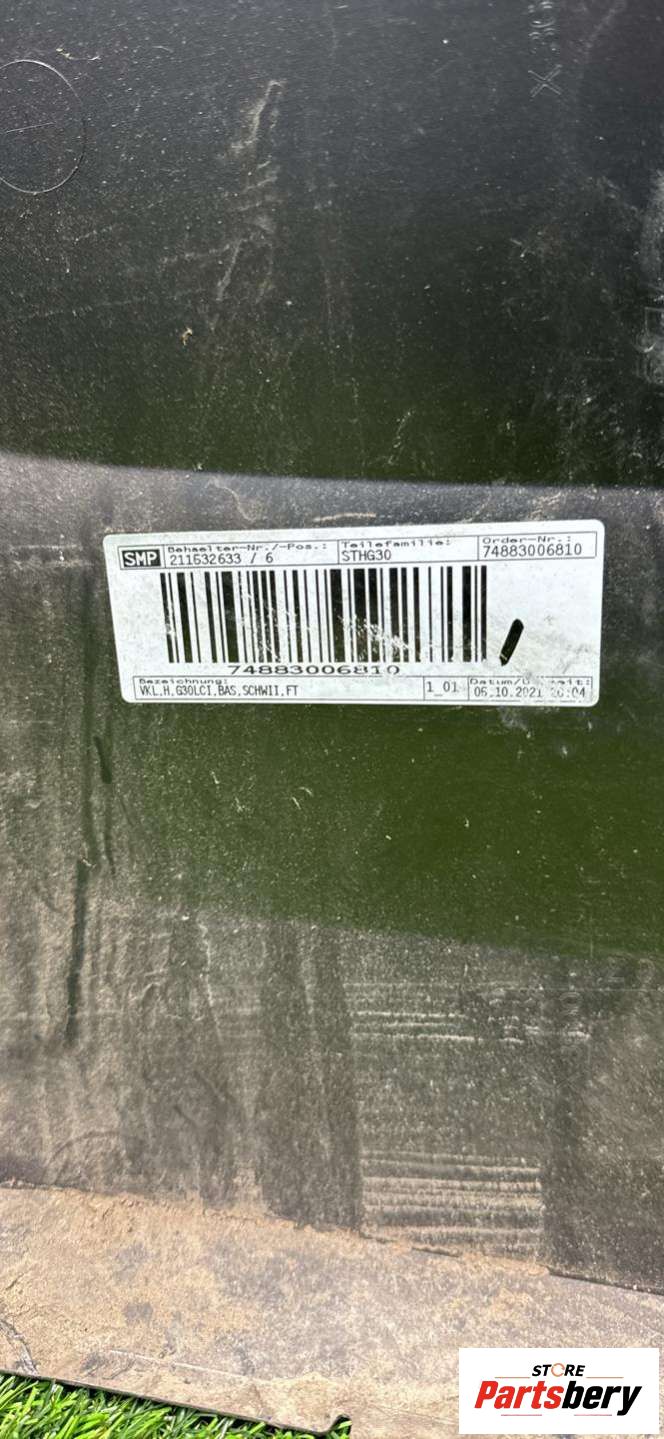 SMP
Behaelter-Nr./-Pos.:
211632633 / 6
Teilefamilie:
STHG30
Order-Nr.:
74883006810
74883006810
Bezeichnung:
VKL,H,G30LCI,BAS,SCHWII,FT
1_01
05.10.2021
STORE
Partsbery